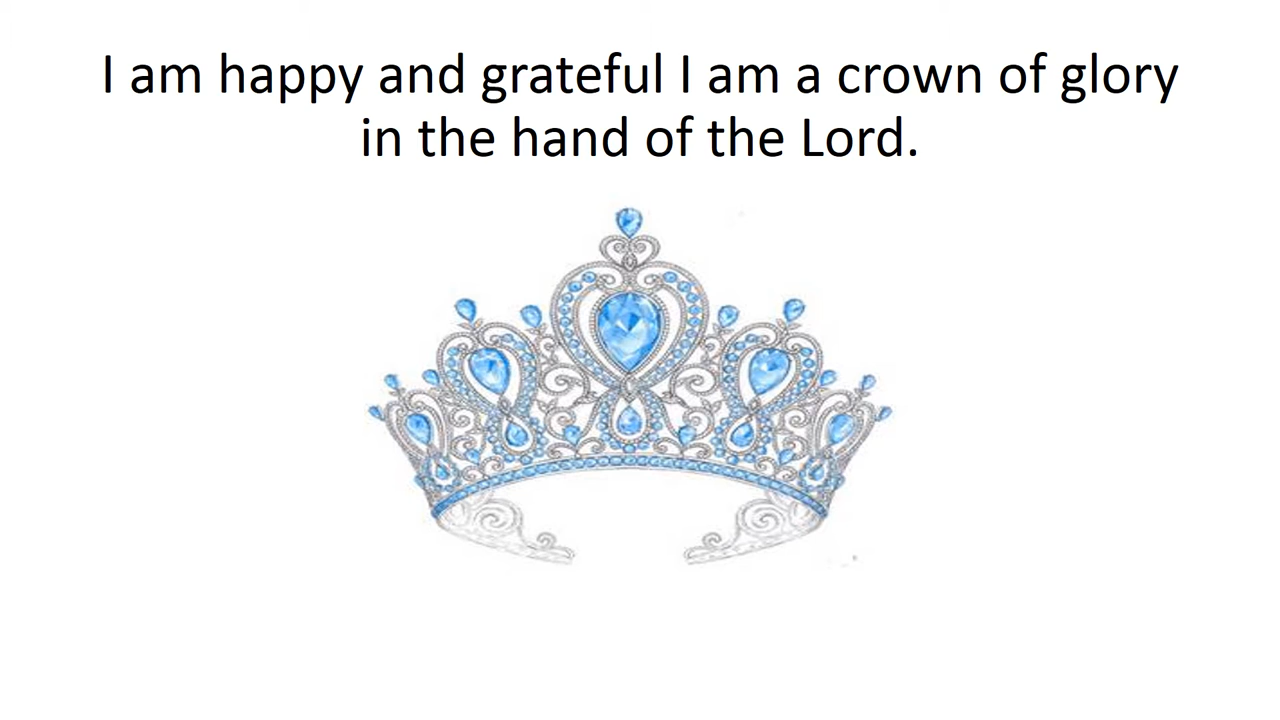 I am happy and grateful I am a crown of glory
in the hand of the Lord.